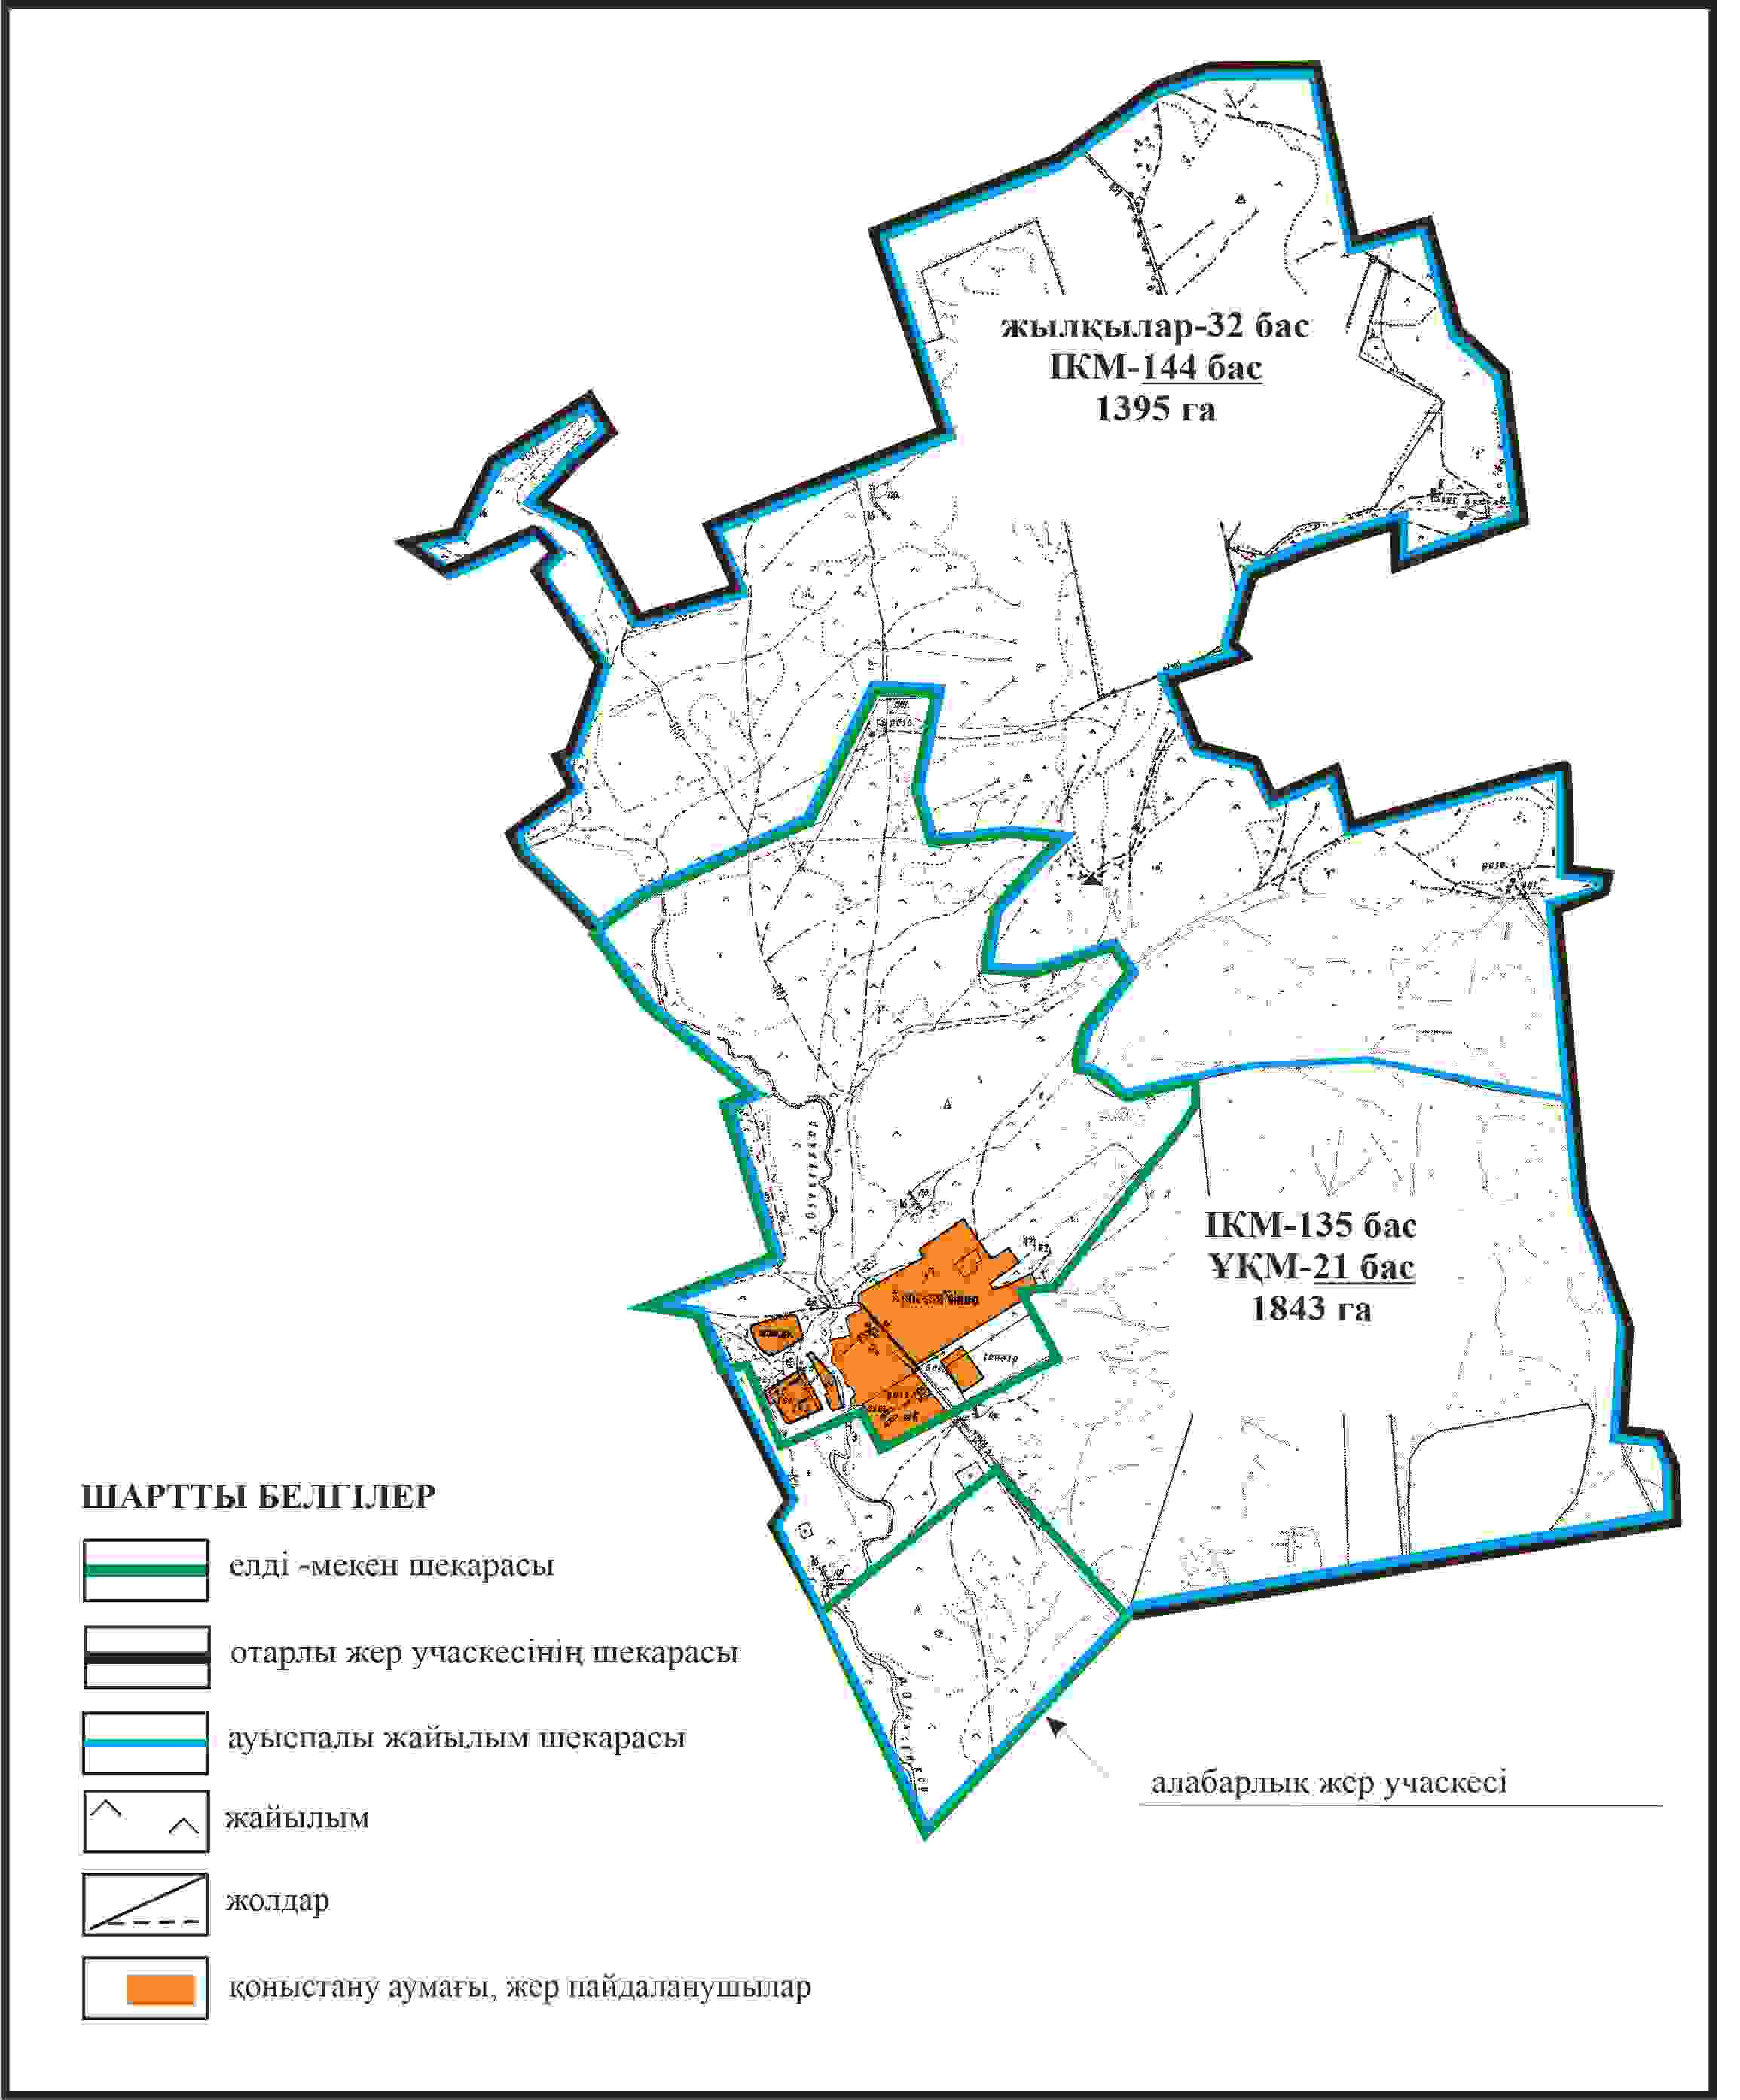 жылқылар-32 бас
ІКМ-144 бас
1395 га
ІКМ-135 бас
ҰҚМ-21 бас
1843 га
ШАРТТЫ БЕЛГІЛЕР
елді -мекен шекарасы
отарлы жер учаскесінің шекарасы
ауыспалы жайылым шекарасы
алабарлық жер учаскесі
жайылым
жолдар
қоныстану аумағы, жер пайдаланушылар